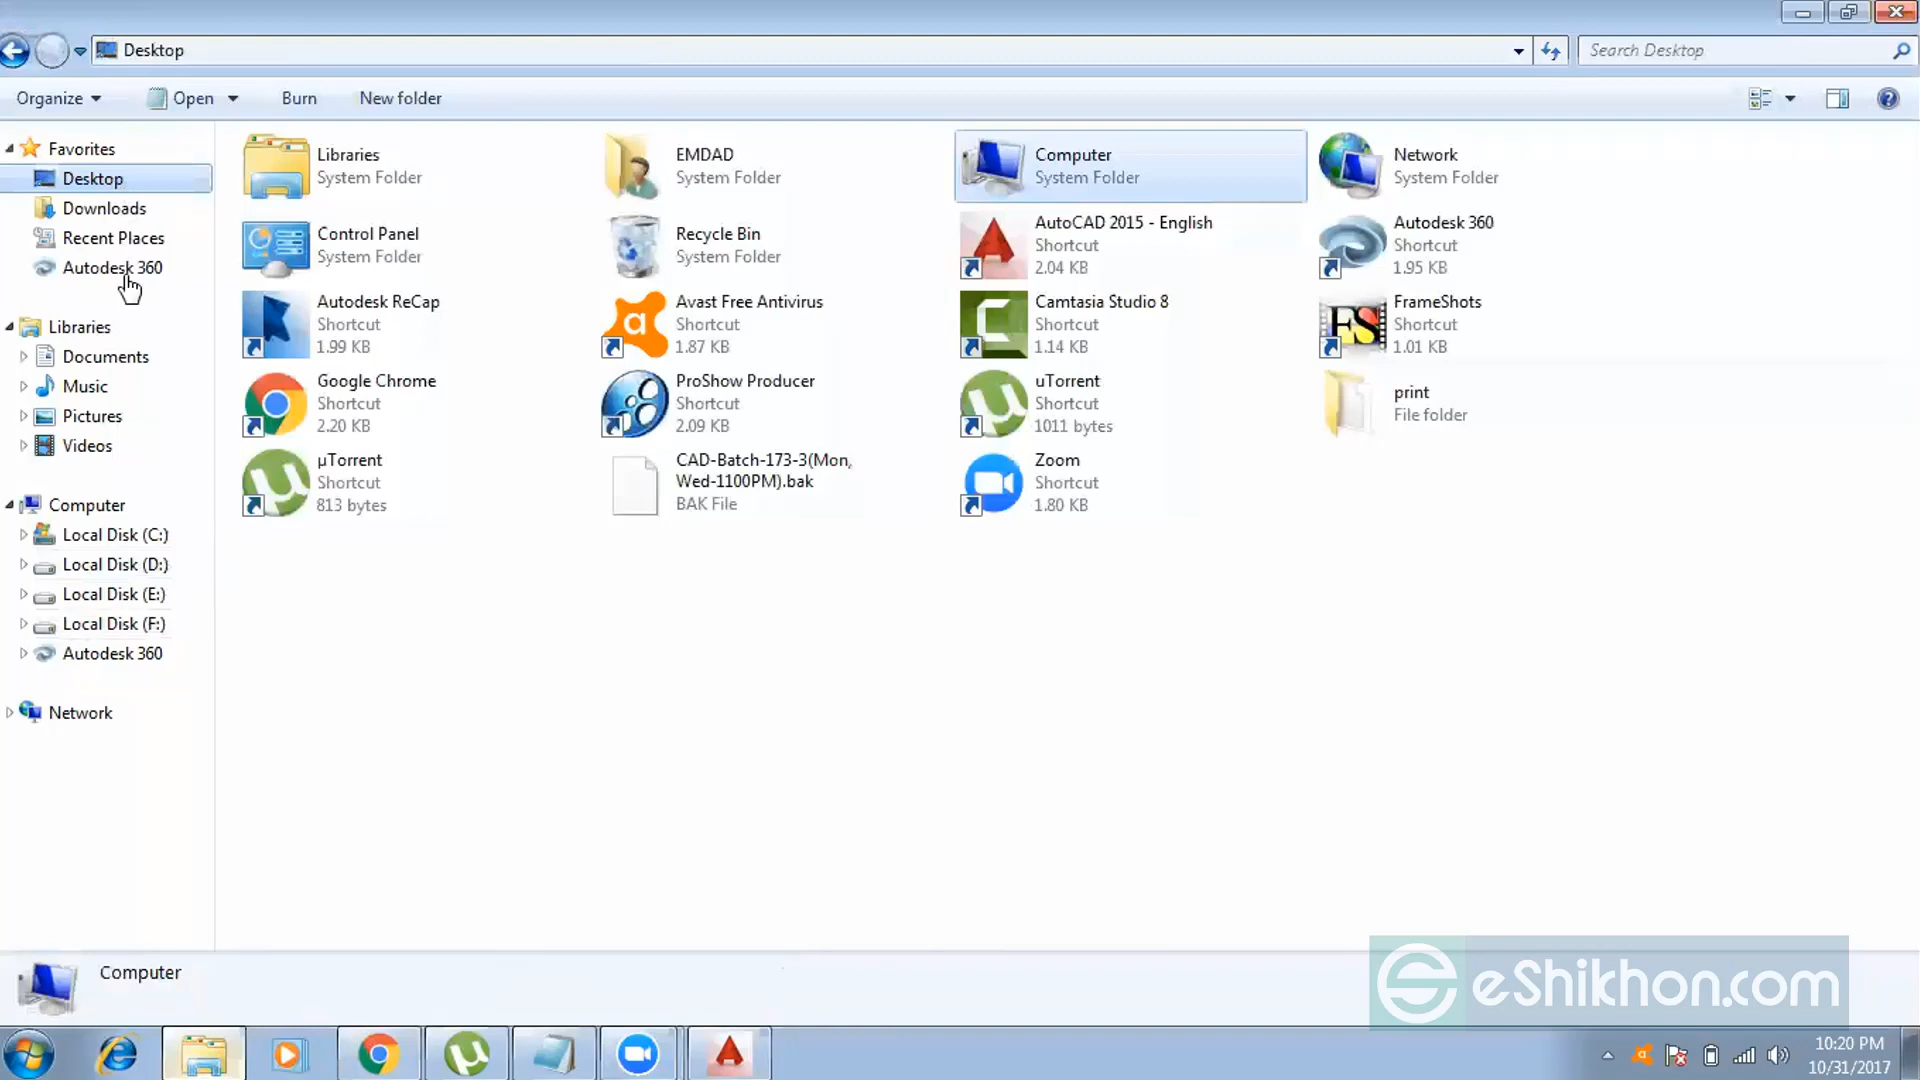 Desktop
Search Desktop
Organize
Open
Burn
New folder
Favorites
Desktop
Downloads
Recent Places
Autodesk 360
Libraries
Documents
Music
Pictures
Videos
Computer
Local Disk (C:)
Local Disk (D:)
Local Disk (E:)
Local Disk (F:)
Autodesk 360
Network
Libraries
System Folder
EMDAD
System Folder
Computer
System Folder
Network
System Folder
Control Panel
System Folder
Recycle Bin
System Folder
AutoCAD 2015 - English
Shortcut
2.04 KB
Autodesk 360
Shortcut
1.95 KB
Autodesk ReCap
Shortcut
1.99 KB
Avast Free Antivirus
Shortcut
1.87 KB
Camtasia Studio 8
Shortcut
1.14 KB
FS
FrameShots
Shortcut
1.01 KB
Google Chrome
Shortcut
2.20 KB
ProShow Producer
Shortcut
2.09 KB
uTorrent
Shortcut
1011 bytes
print
File folder
µTorrent
Shortcut
813 bytes
CAD-Batch-173-3(Mon,
Wed-1100PM).bak
BAK File
Zoom
Shortcut
1.80 KB
Computer
eShikhon.com
10:20 PM
10/31/2017